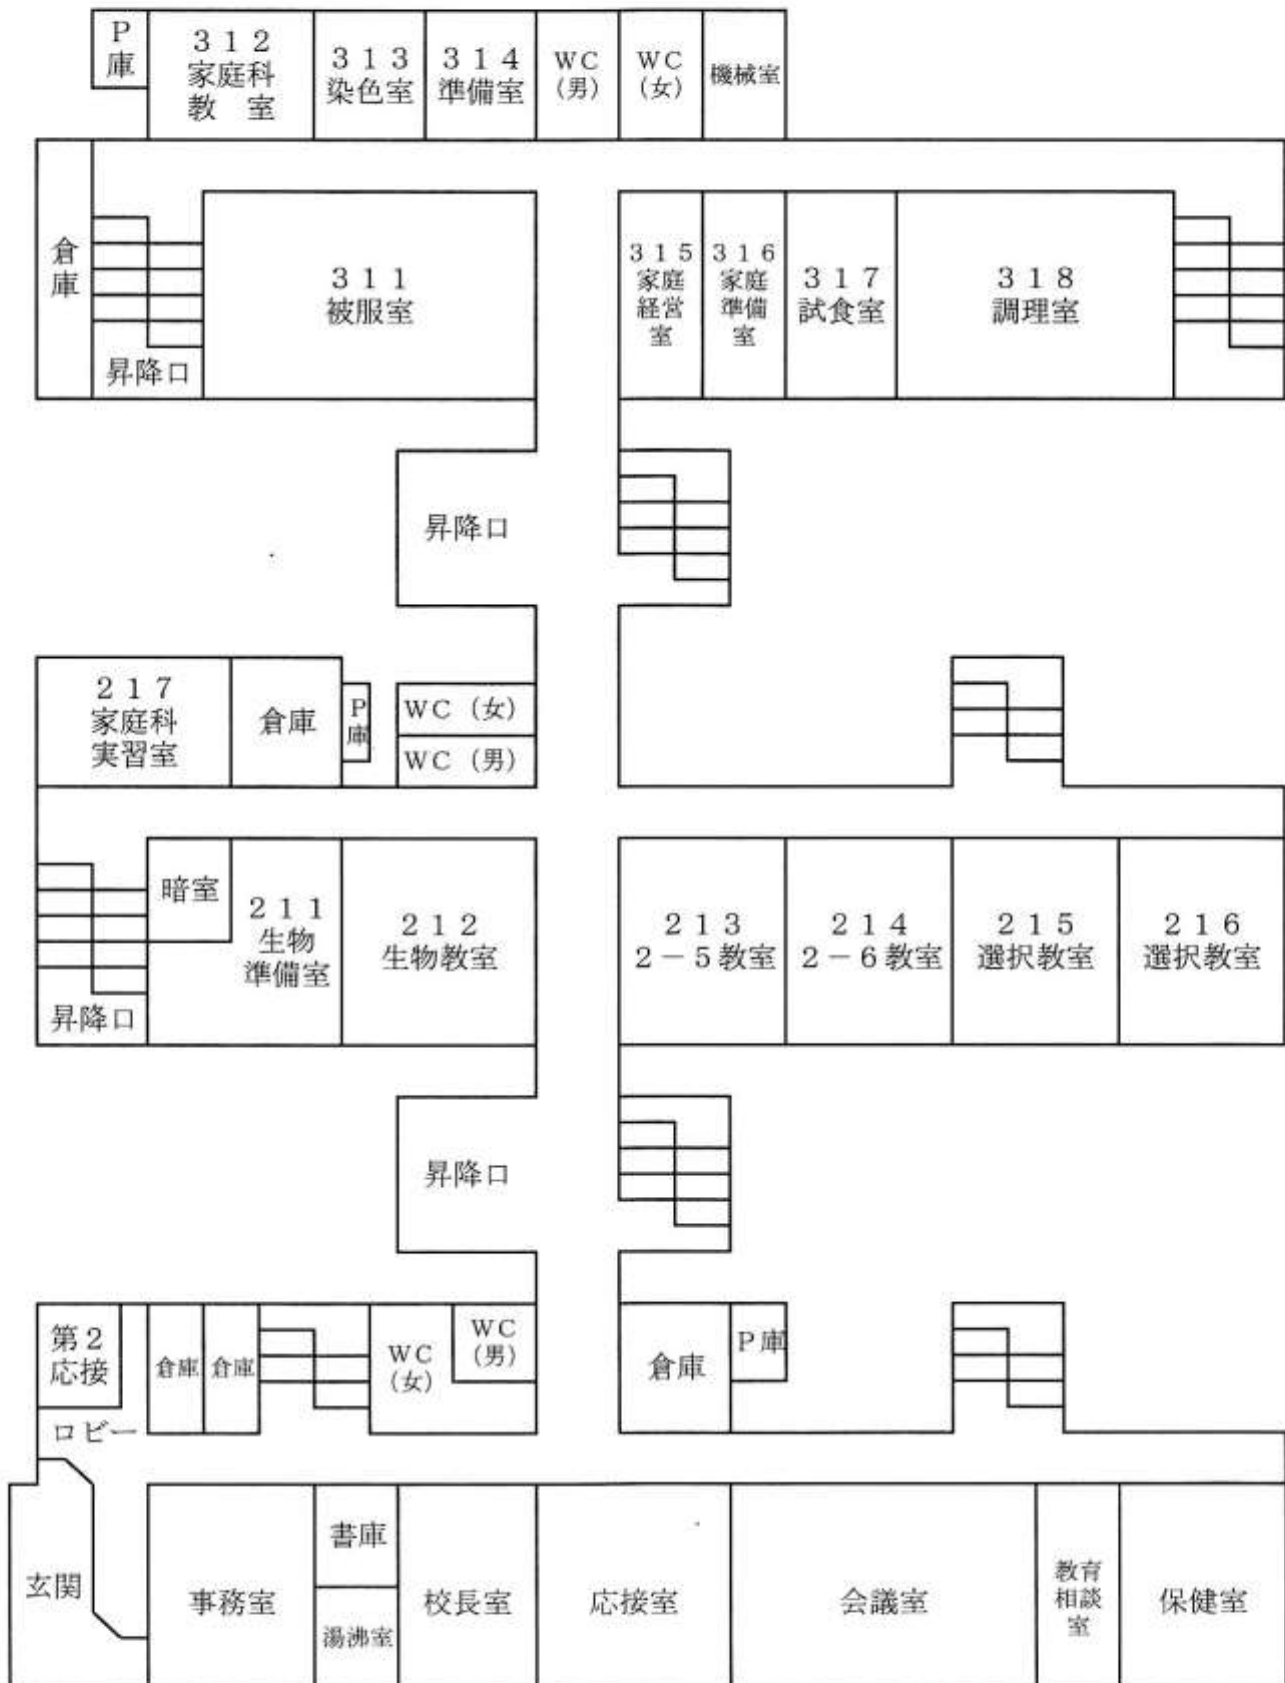 P
庫
３１２
家庭科
教　室
３１３
染色室
３１４
準備室
WC
(男)
WC
(女)
機械室
倉
庫
昇降口
３１１
被服室
３１５
家庭
経営
室
３１６
家庭
準備
室
３１７
試食室
３１８
調理室
昇降口
２１７
家庭科
実習室
倉庫
P
庫
WC（女）
WC（男）
昇降口
暗室
２１１
生物
準備室
２１２
生物教室
２１３
２－５教室
２１４
２－６教室
２１５
選択教室
２１６
選択教室
昇降口
第２
応接
ロビー
倉庫
倉庫
WC
(女)
WC
(男)
倉庫
P庫
玄関
事務室
書庫
湯沸室
校長室
応接室
会議室
教育
相談
室
保健室